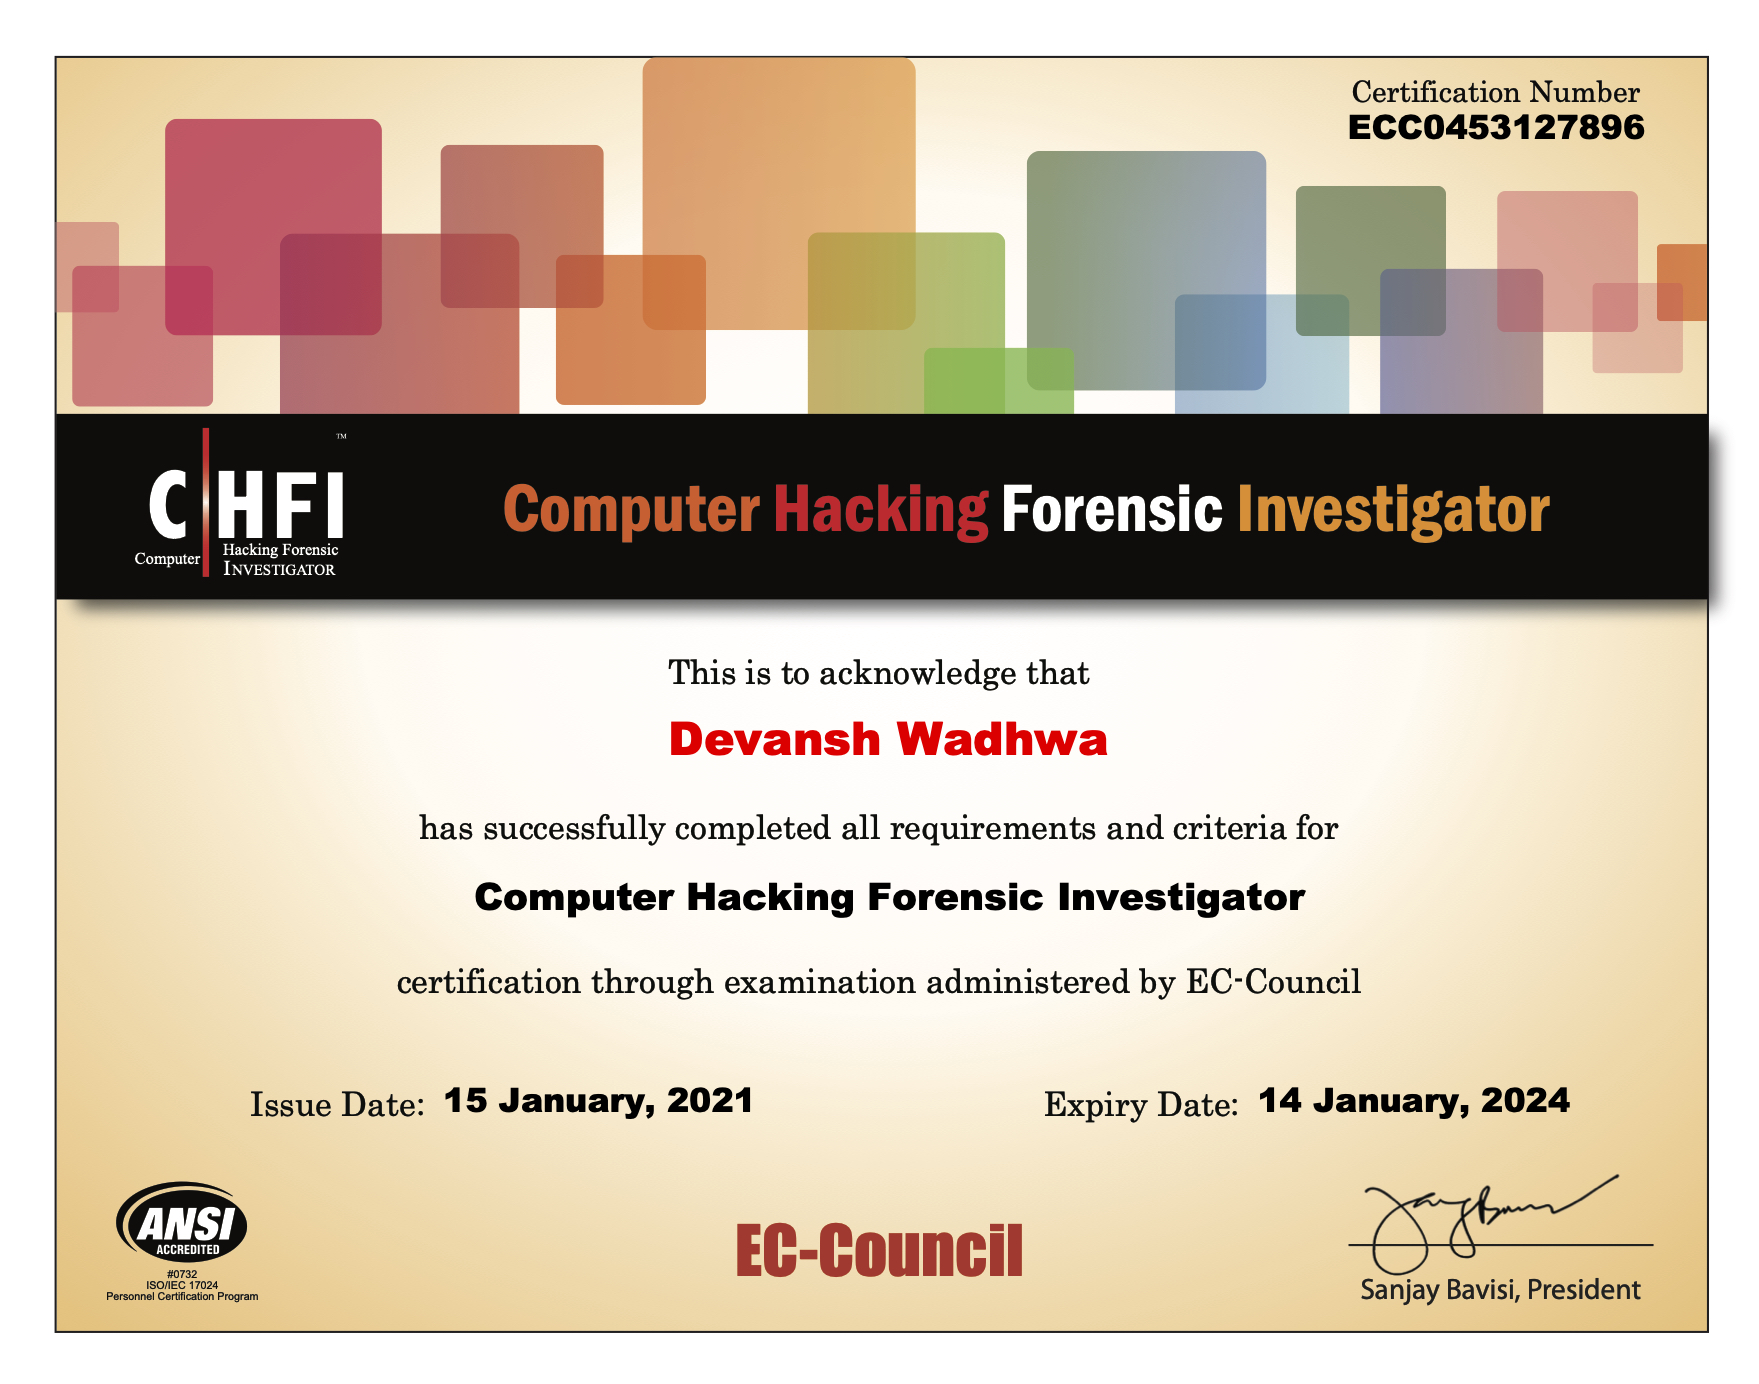 Certification Number
ECC0453127896
CHFI™
Computer Hacking Forensic
INVESTIGATOR
Computer Hacking Forensic Investigator
This is to acknowledge that
Devansh Wadhwa
has successfully completed all requirements and criteria for
Computer Hacking Forensic Investigator
certification through examination administered by EC-Council
Issue Date: 15 January, 2021
Expiry Date: 14 January, 2024
ANSI
ACCREDITED
#0732
ISO/IEC 17024
Personnel Certification Program
EC-Council
Sanjay Bavisi, President